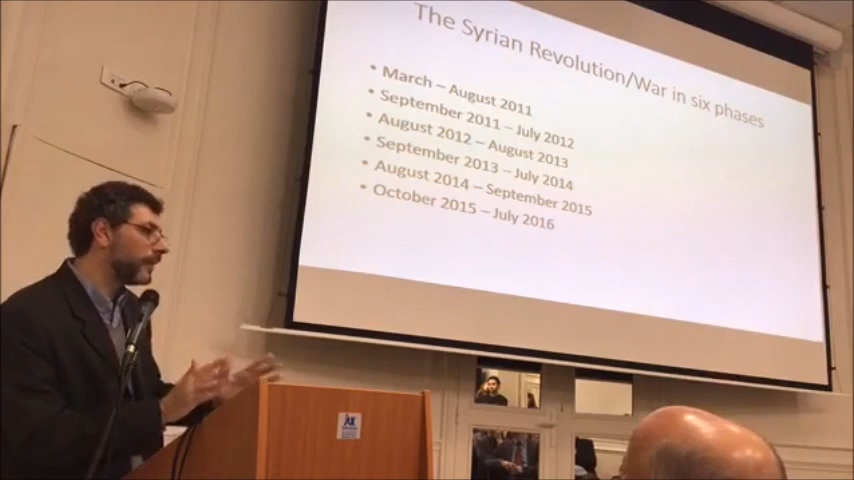 The Syrian Revolution/War in six phases
• March – August 2011
• September 2011 – July 2012
• August 2012 – August 2013
• September 2013 – July 2014
• August 2014 – September 2015
• October 2015 – July 2016